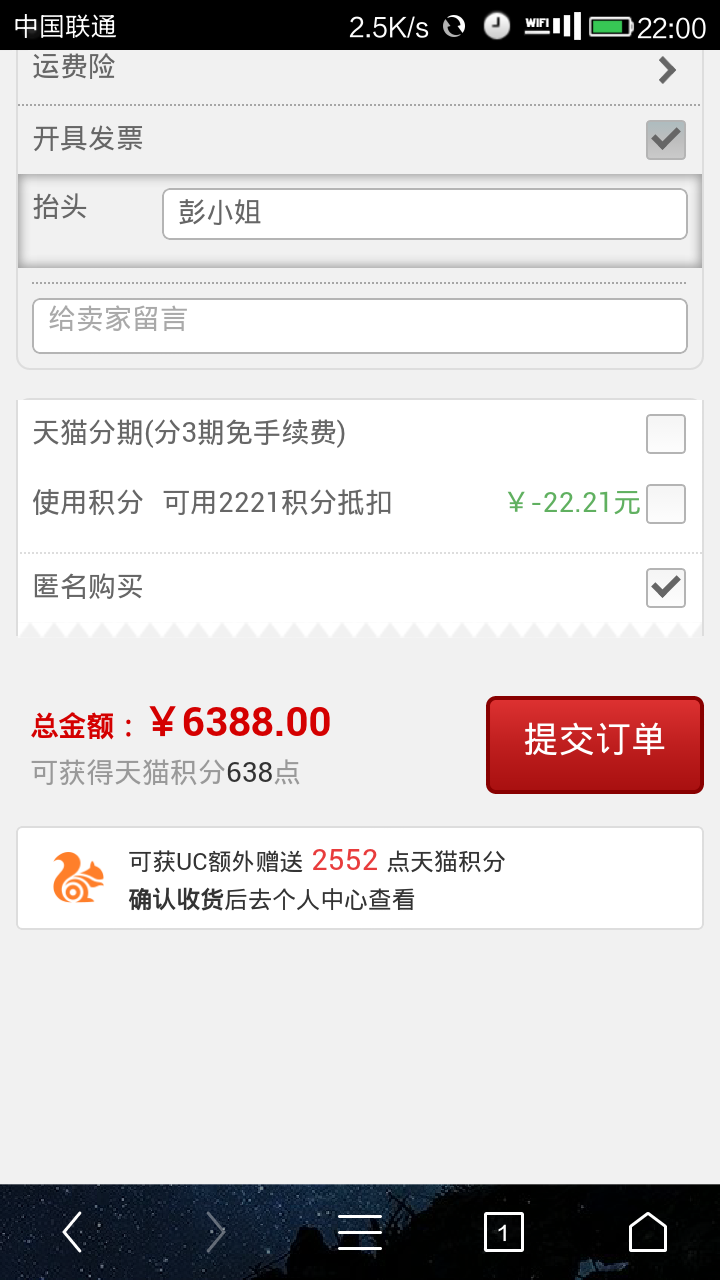 中国联通 2.5K/s WIFI 22:00
运费险
开具发票
抬头 彭小姐
给卖家留言
天猫分期(分3期免手续费)
使用积分 可用2221积分抵扣 ￥-22.21元
匿名购买
总金额：￥6388.00
提交订单
可获得天猫积分638点
可获UC额外赠送 2552 点天猫积分
确认收货后去个人中心查看
1